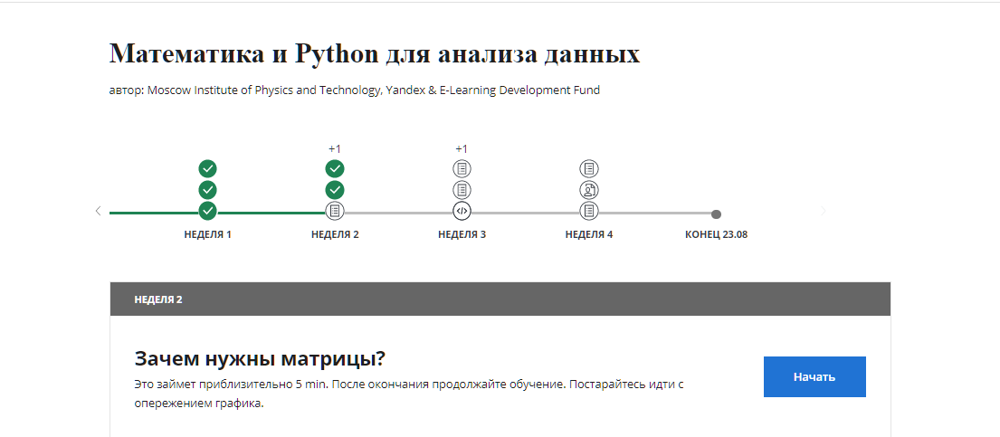 Математика и Python для анализа данных
автор: Moscow Institute of Physics and Technology, Yandex & E-Learning Development Fund
+1 +1
НЕДЕЛЯ 1 НЕДЕЛЯ 2 НЕДЕЛЯ 3 НЕДЕЛЯ 4 КОНЕЦ 23.08
НЕДЕЛЯ 2
Зачем нужны матрицы?
Это займет приблизительно 5 min. После окончания продолжайте обучение. Постарайтесь идти с
опережением графика.
Начать